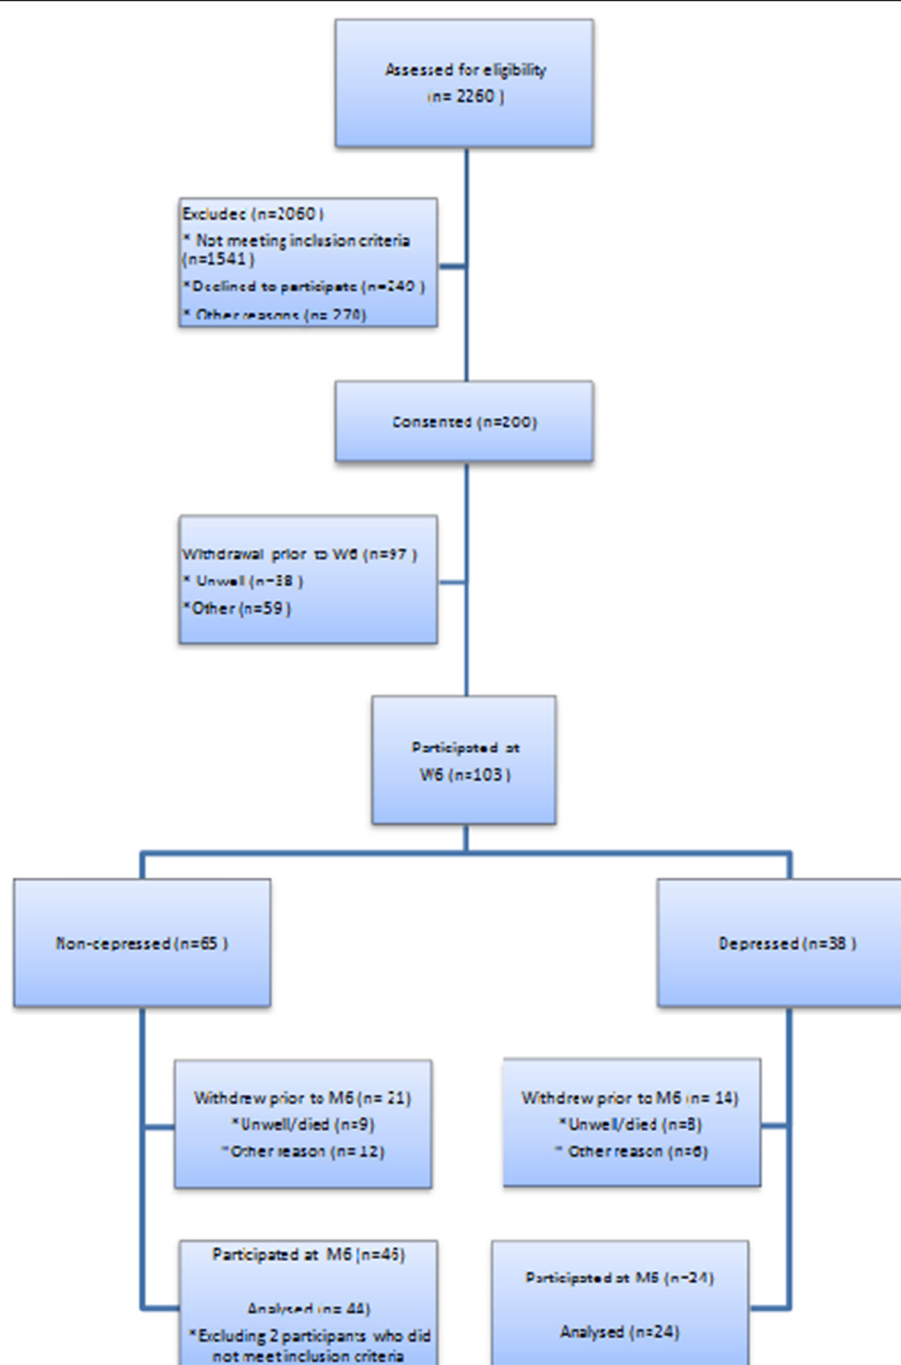 Assessed for eligibility
(n= 2260 )
Excluded (n=2060 )
* Not meeting inclusion criteria
(n=1541 )
*Declined to participate (n=249 )
* Other reasons (n= 270)
Consented (n=200)
Withdrawal prior to W6 (n=97 )
* Unwell (n=38 )
*Other (n=59 )
Participated at
W6 (n=103 )
Non-depressed (n=65 )
Depressed (n=38 )
Withdrew prior to M6 (n= 21)
*Unwell/died (n=9)
*Other reason (n= 12)
Withdrew prior to M6 (n= 14)
*Unwell/died (n=8)
* Other reason (n=6)
Participated at M6 (n=46)
Analysed (n= 44)
*Excluding 2 participants who did
not meet inclusion criteria
Participated at M6 (n=24)
Analysed (n=24)